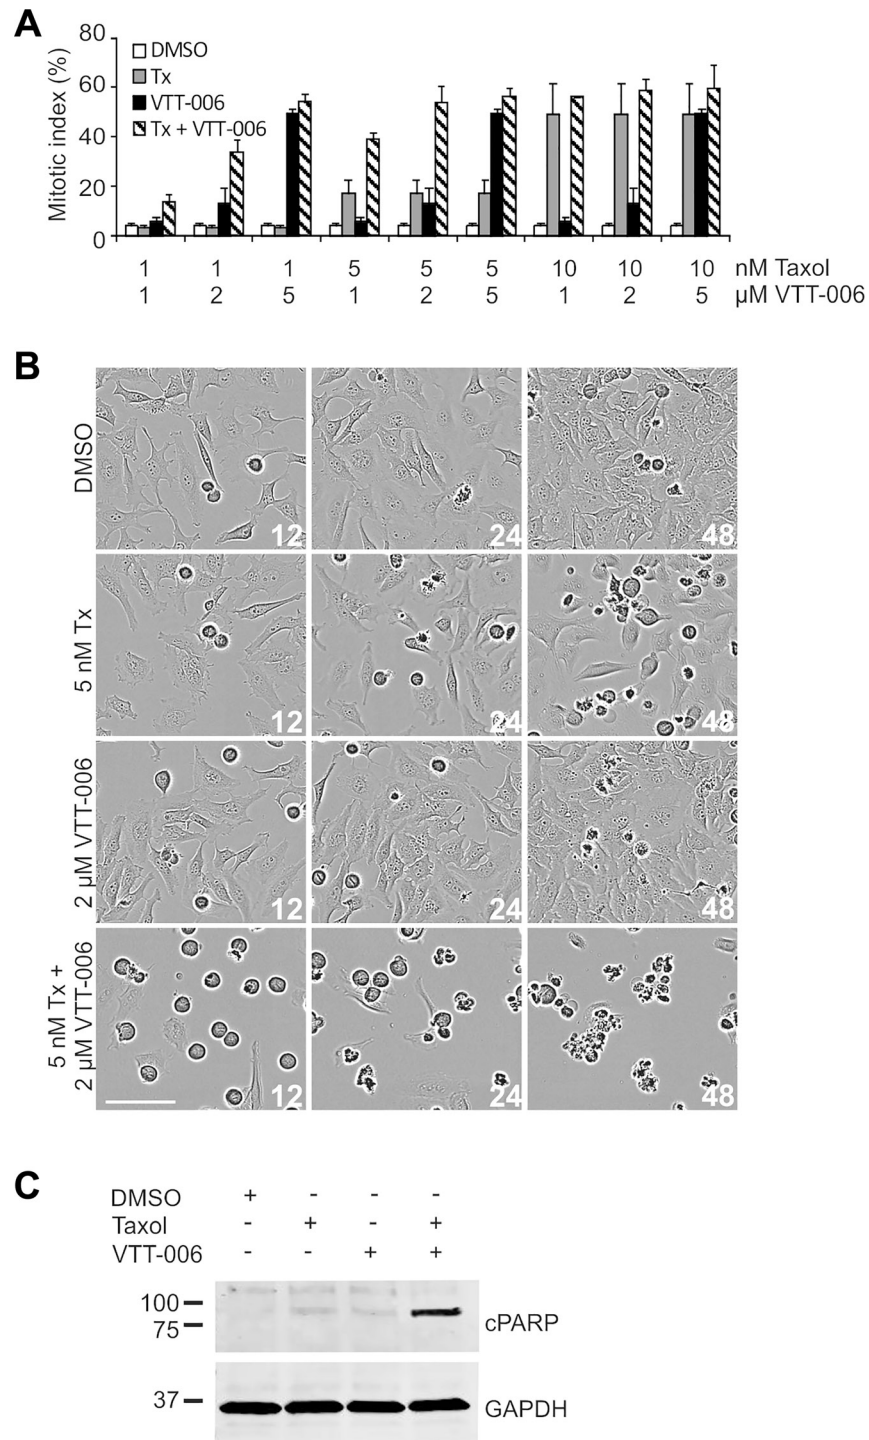 A
Mitotic index (%)
80
60
40
20
0
DMSO
Tx
VTT-006
Tx + VTT-006
1 1 1 5 5 5 10 10 10 nM Taxol
1 2 5 1 2 5 1 2 5 µM VTT-006
B
DMSO
12 24 48
5 nM Tx
12 24 48
2 µM VTT-006
12 24 48
5 nM Tx +
2 µM VTT-006
12 24 48
C
DMSO + - - -
Taxol - + - +
VTT-006 - - + +
100
75
cPARP
37
GAPDH